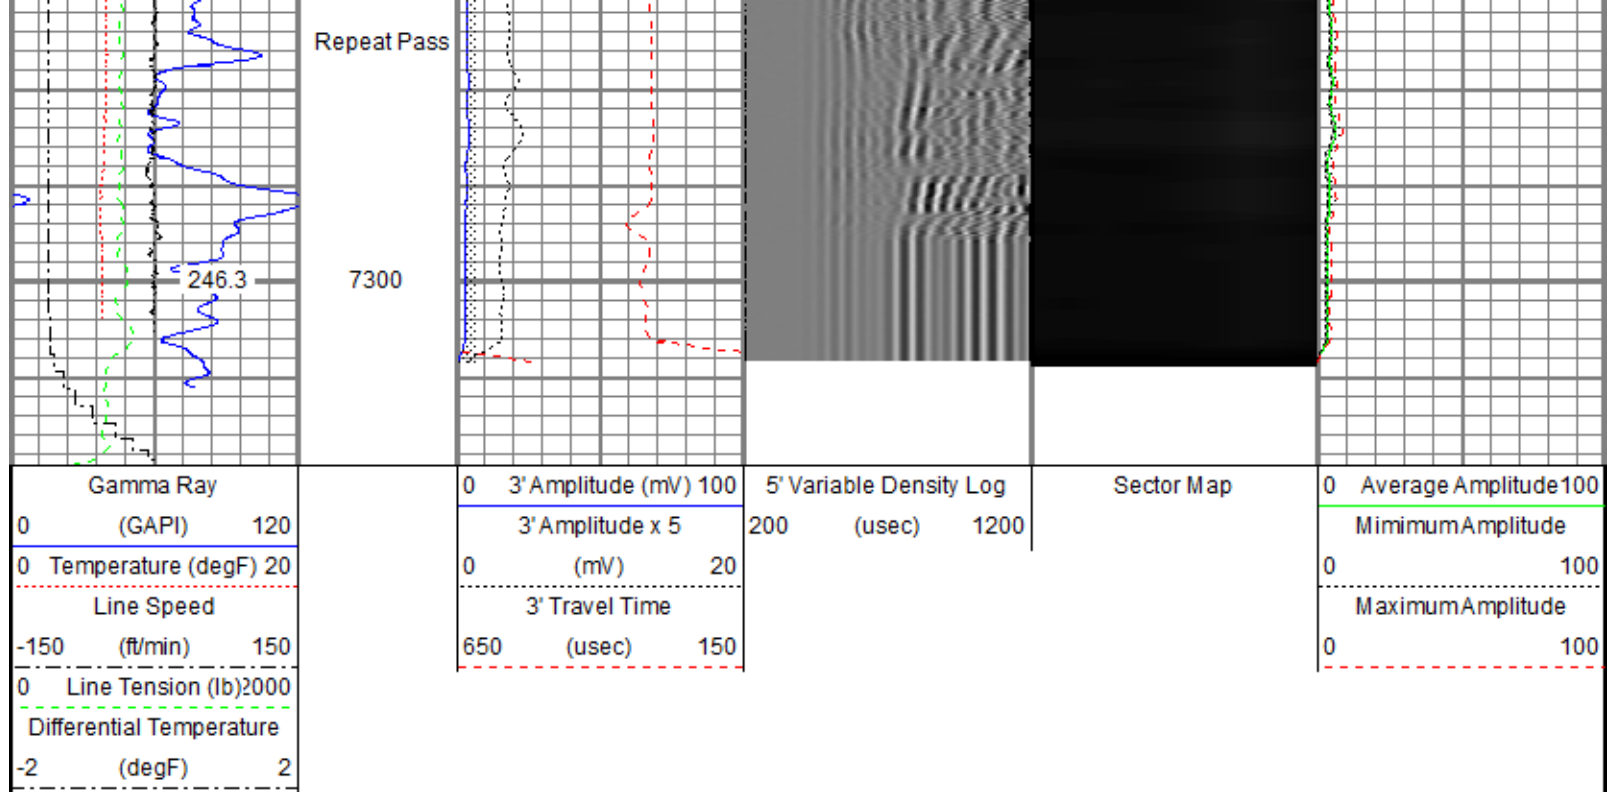 Repeat Pass
246.3
7300
Gamma Ray
0 (GAPI) 120
0 Temperature (degF) 20
Line Speed
-150 (ft/min) 150
0 Line Tension (lb) 2000
Differential Temperature
-2 (degF) 2
0 3' Amplitude (mV) 100
3' Amplitude x 5
0 (mV) 20
3' Travel Time
650 (usec) 150
5' Variable Density Log
200 (usec) 1200
Sector Map
0 Average Amplitude 100
Mimimum Amplitude
0 100
Maximum Amplitude
0 100